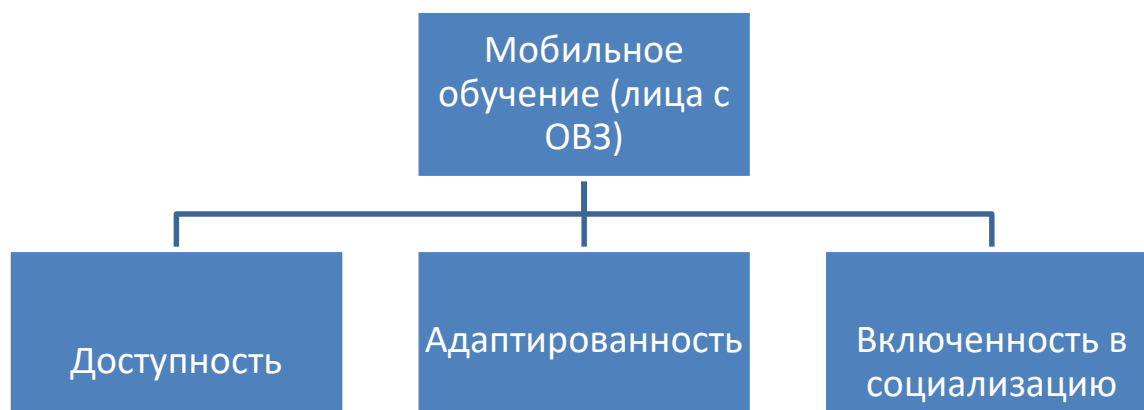 Мобильное
обучение (лица с
ОВЗ)
Доступность
Адаптированность
Включенность в
социализацию